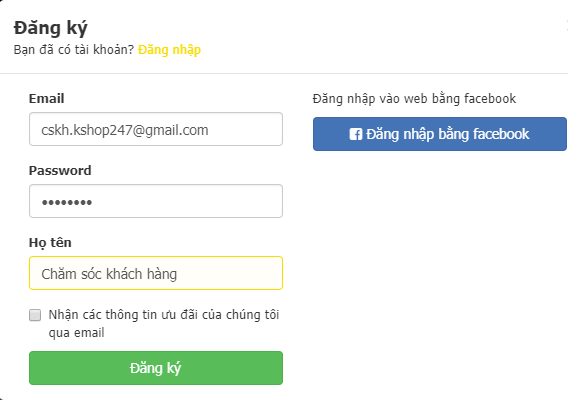 Đăng ký
Bạn đã có tài khoản? Đăng nhập
Email
cskh.kshop247@gmail.com
Password
••••••••
Họ tên
Chăm sóc khách hàng
Nhận các thông tin ưu đãi của chúng tôi
qua email
Đăng ký
Đăng nhập vào web bằng facebook
Đăng nhập bằng facebook